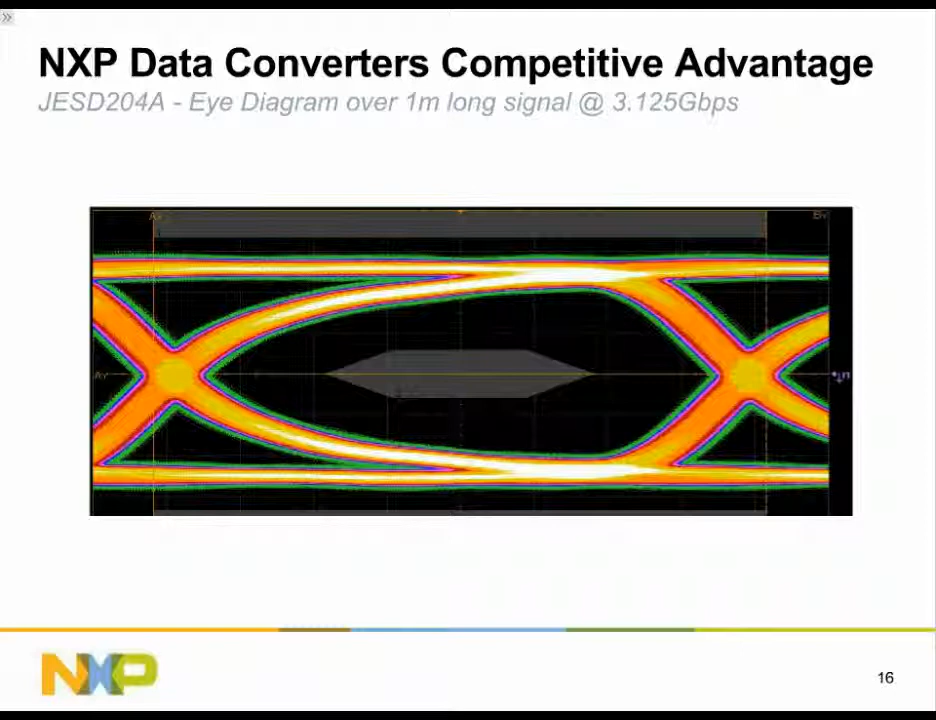 »
NXP Data Converters Competitive Advantage
JESD204A - Eye Diagram over 1m long signal @ 3.125Gbps
NXP
16